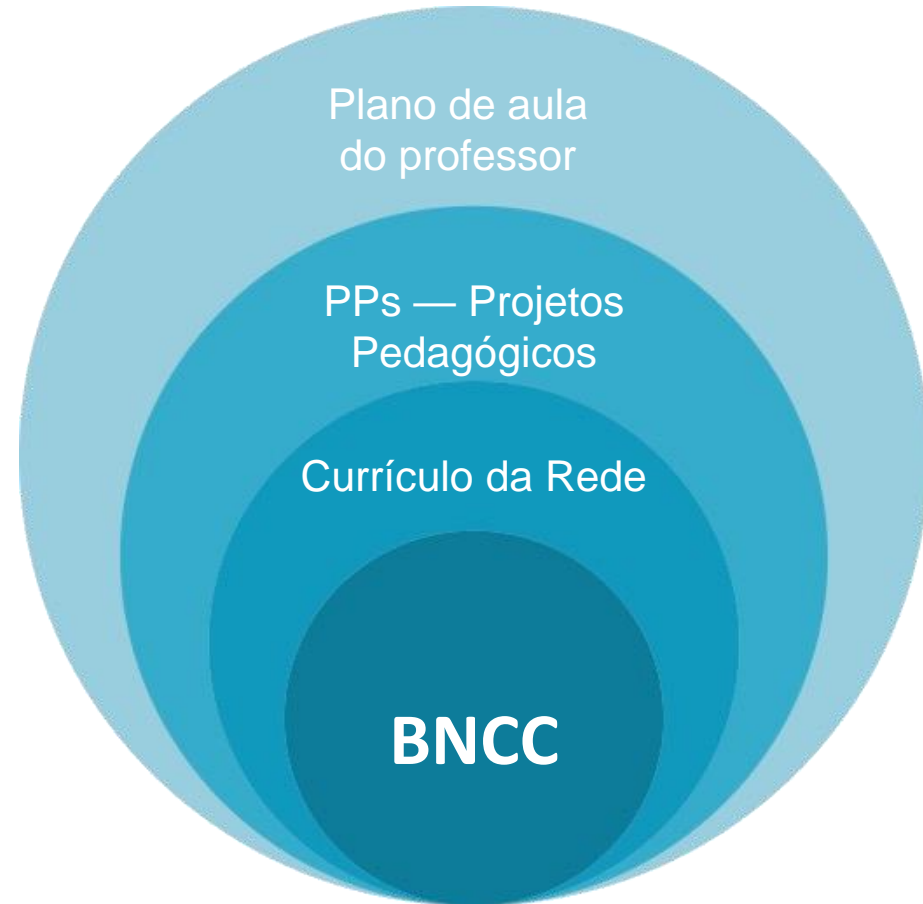 Plano de aula
do professor
PPs — Projetos
Pedagógicos
Currículo da Rede
BNCC